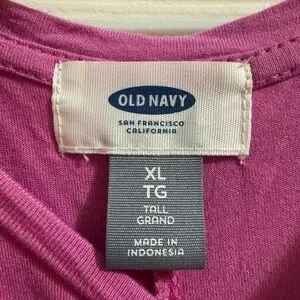 OLD NAVY
SAN FRANCISCO
CALIFORNIA
XL
TG
TALL
GRAND
MADE IN
INDONESIA